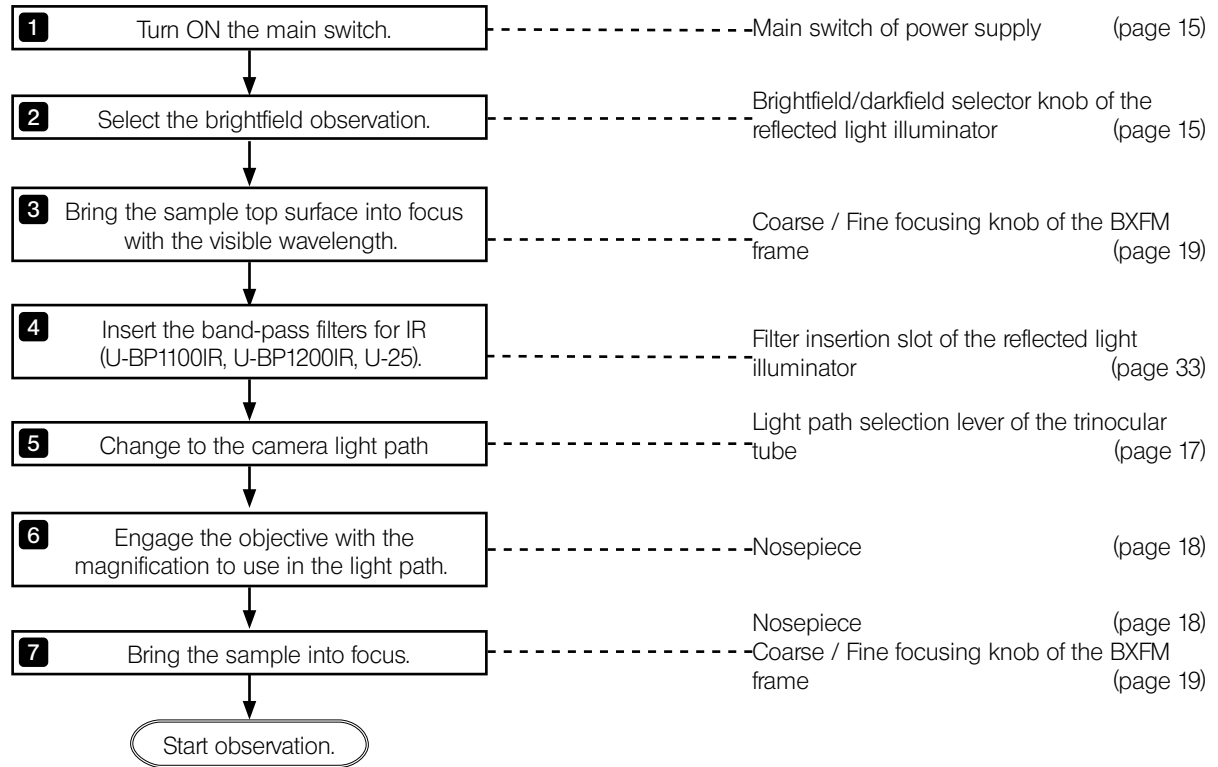 1 Turn ON the main switch.
Main switch of power supply (page 15)
2 Select the brightfield observation.
Brightfield/darkfield selector knob of the
reflected light illuminator (page 15)
3 Bring the sample top surface into focus
with the visible wavelength.
Coarse / Fine focusing knob of the BXFM
frame (page 19)
4 Insert the band-pass filters for IR
(U-BP1100IR, U-BP1200IR, U-25).
Filter insertion slot of the reflected light
illuminator (page 33)
5 Change to the camera light path
Light path selection lever of the trinocular
tube (page 17)
6 Engage the objective with the
magnification to use in the light path.
Nosepiece (page 18)
7 Bring the sample into focus.
Nosepiece (page 18)
Coarse / Fine focusing knob of the BXFM
frame (page 19)
Start observation.